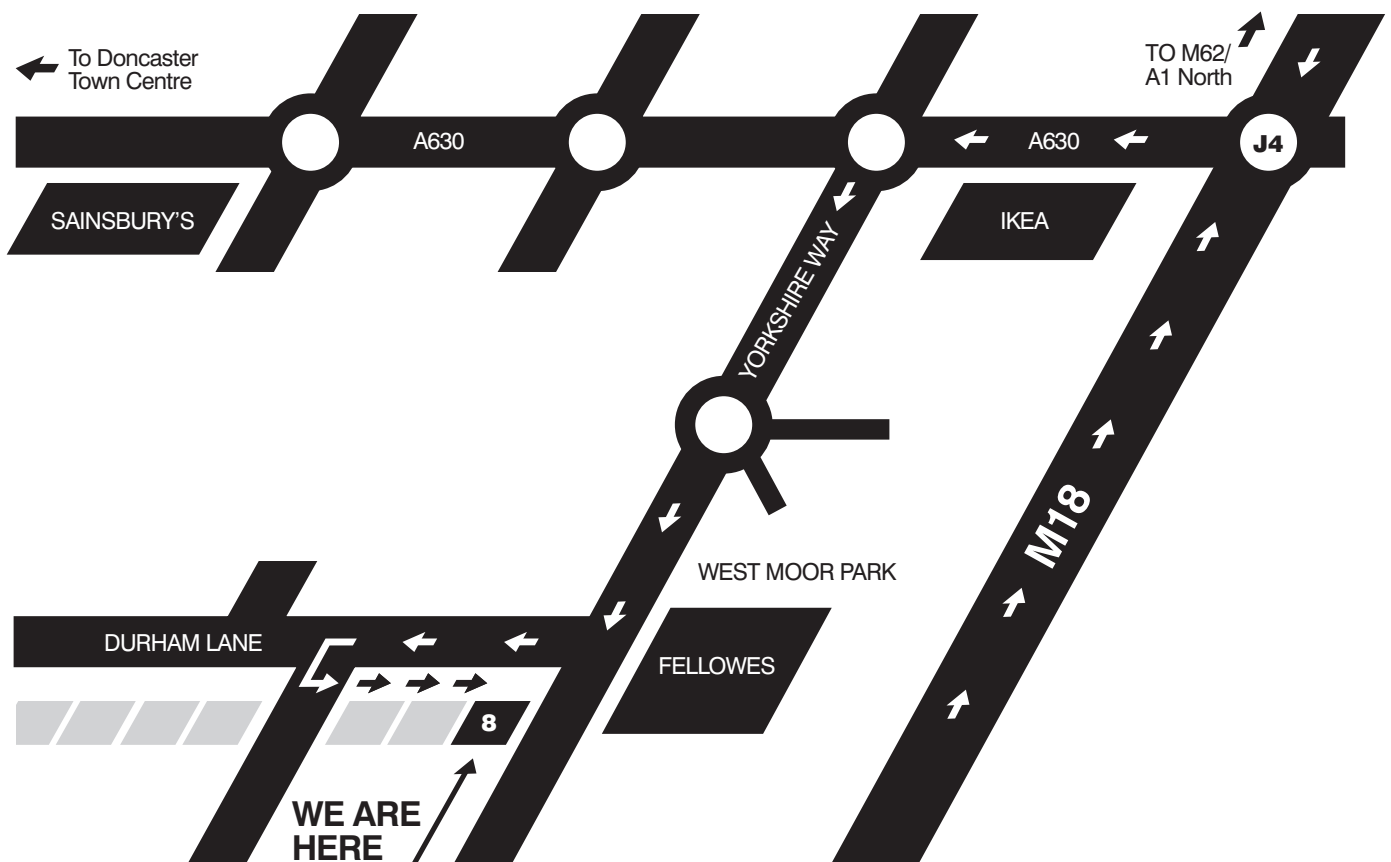 To Doncaster
Town Centre
TO M62/
A1 North
A630
A630
J4
SAINSBURY'S
IKEA
YORKSHIRE WAY
M18
WEST MOOR PARK
DURHAM LANE
FELLOWES
8
WE ARE
HERE